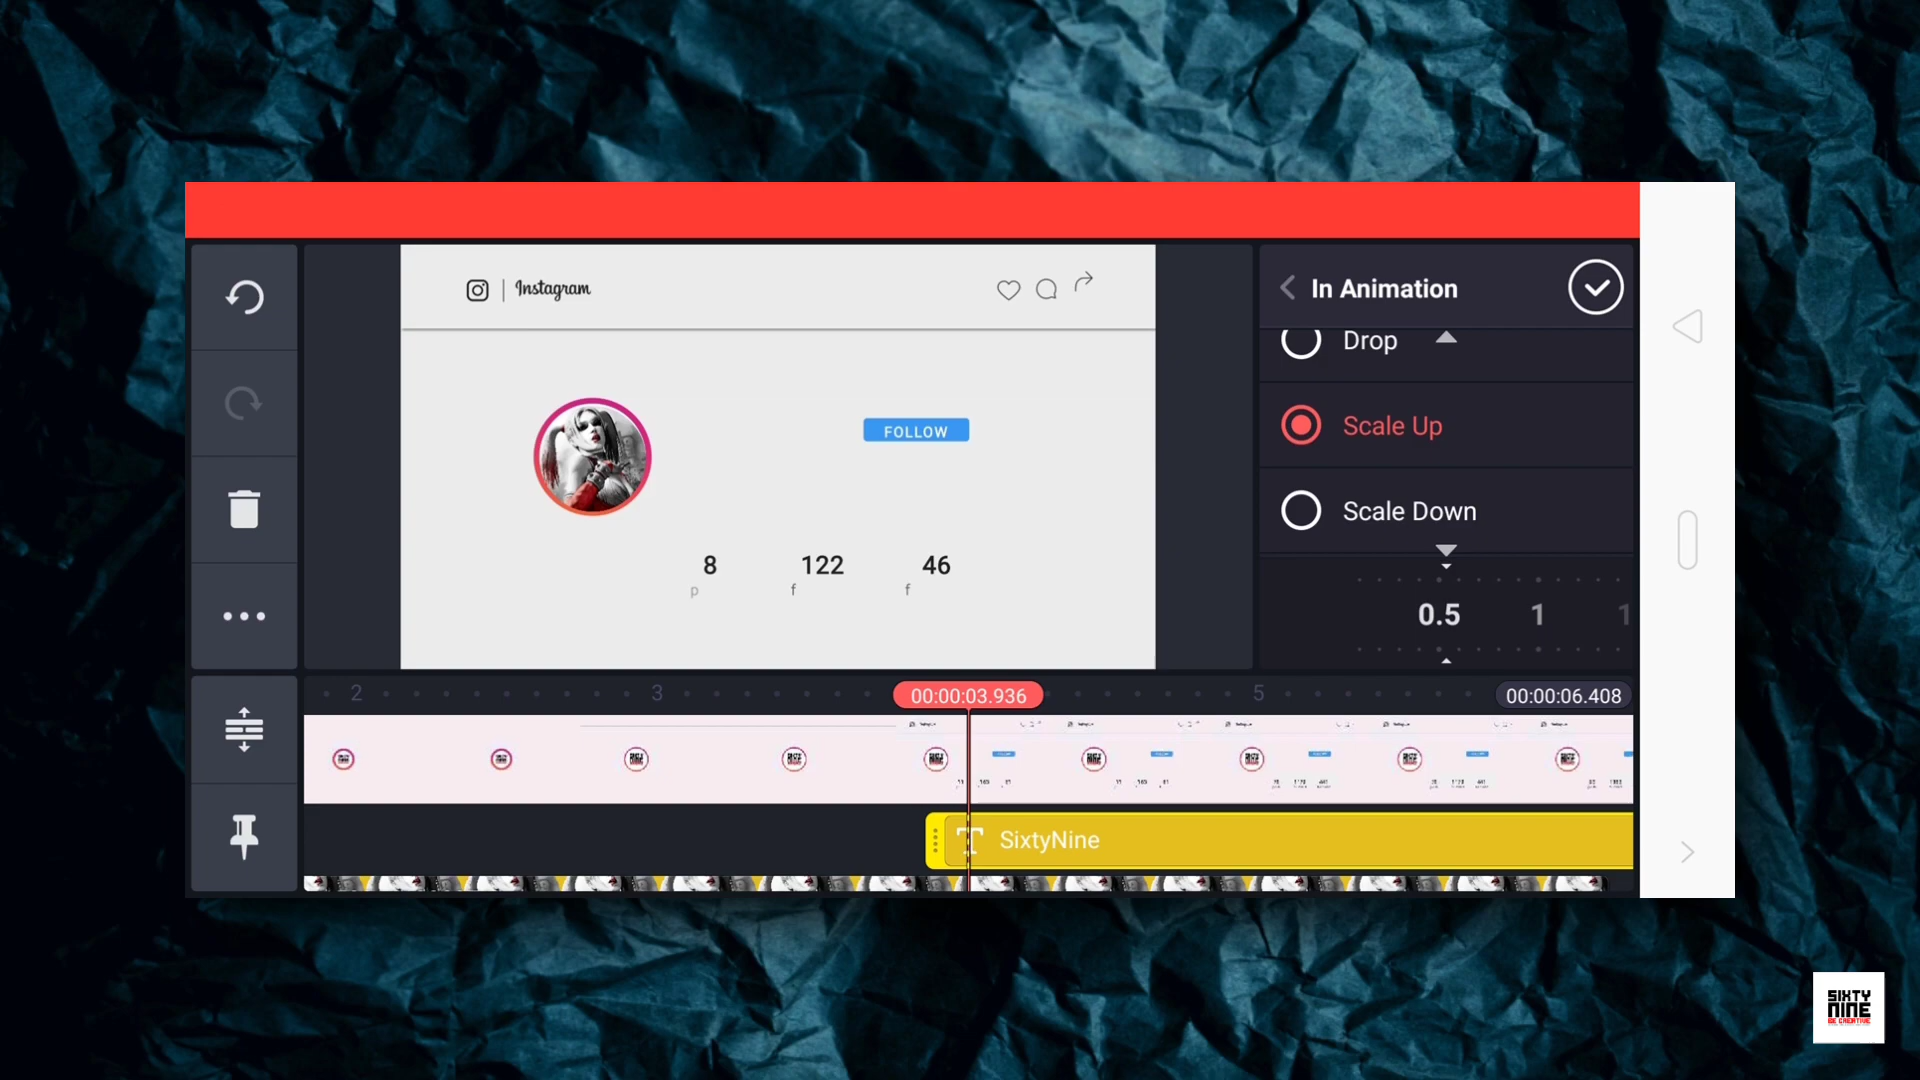 Instagram
In Animation
Drop
Scale Up
FOLLOW
Scale Down
8 122 46
p f f
0.5 1 1
2 3 00:00:03.936 5 00:00:06.408
T SixtyNine
SIXTY
NINE
BE CREATIVE